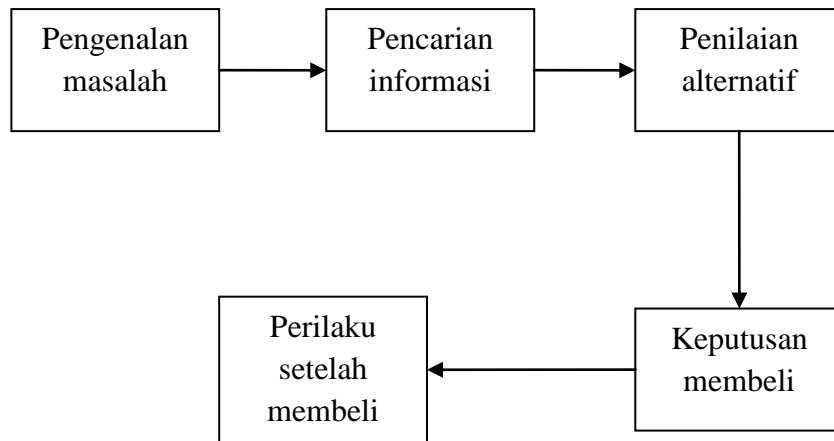 Pengenalan
masalah
Pencarian
informasi
Penilaian
alternatif
Keputusan
membeli
Perilaku
setelah
membeli